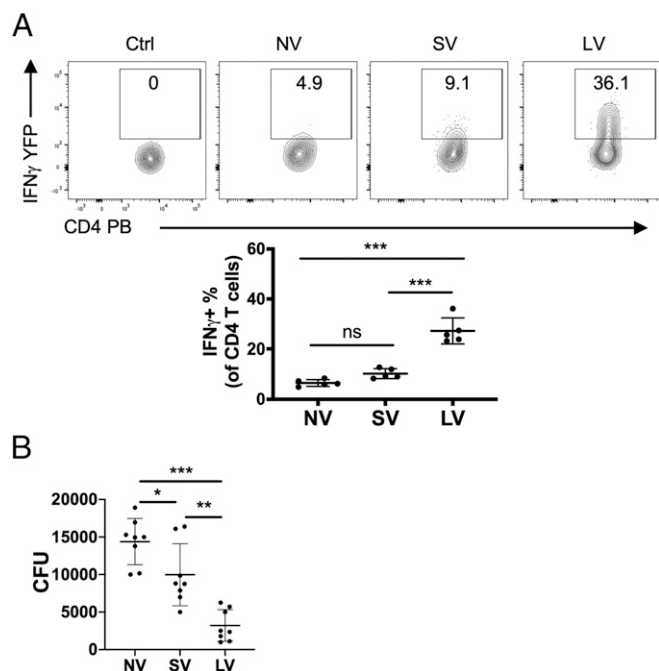 A
Ctrl NV SV LV
0 4.9 9.1 36.1
IFNγ YFP
CD4 PB
IFNγ+ %
(of CD4 T cells)
60
40
20
0
***
***
ns
NV SV LV
B
CFU
20000
15000
10000
5000
0
***
*
**
NV SV LV